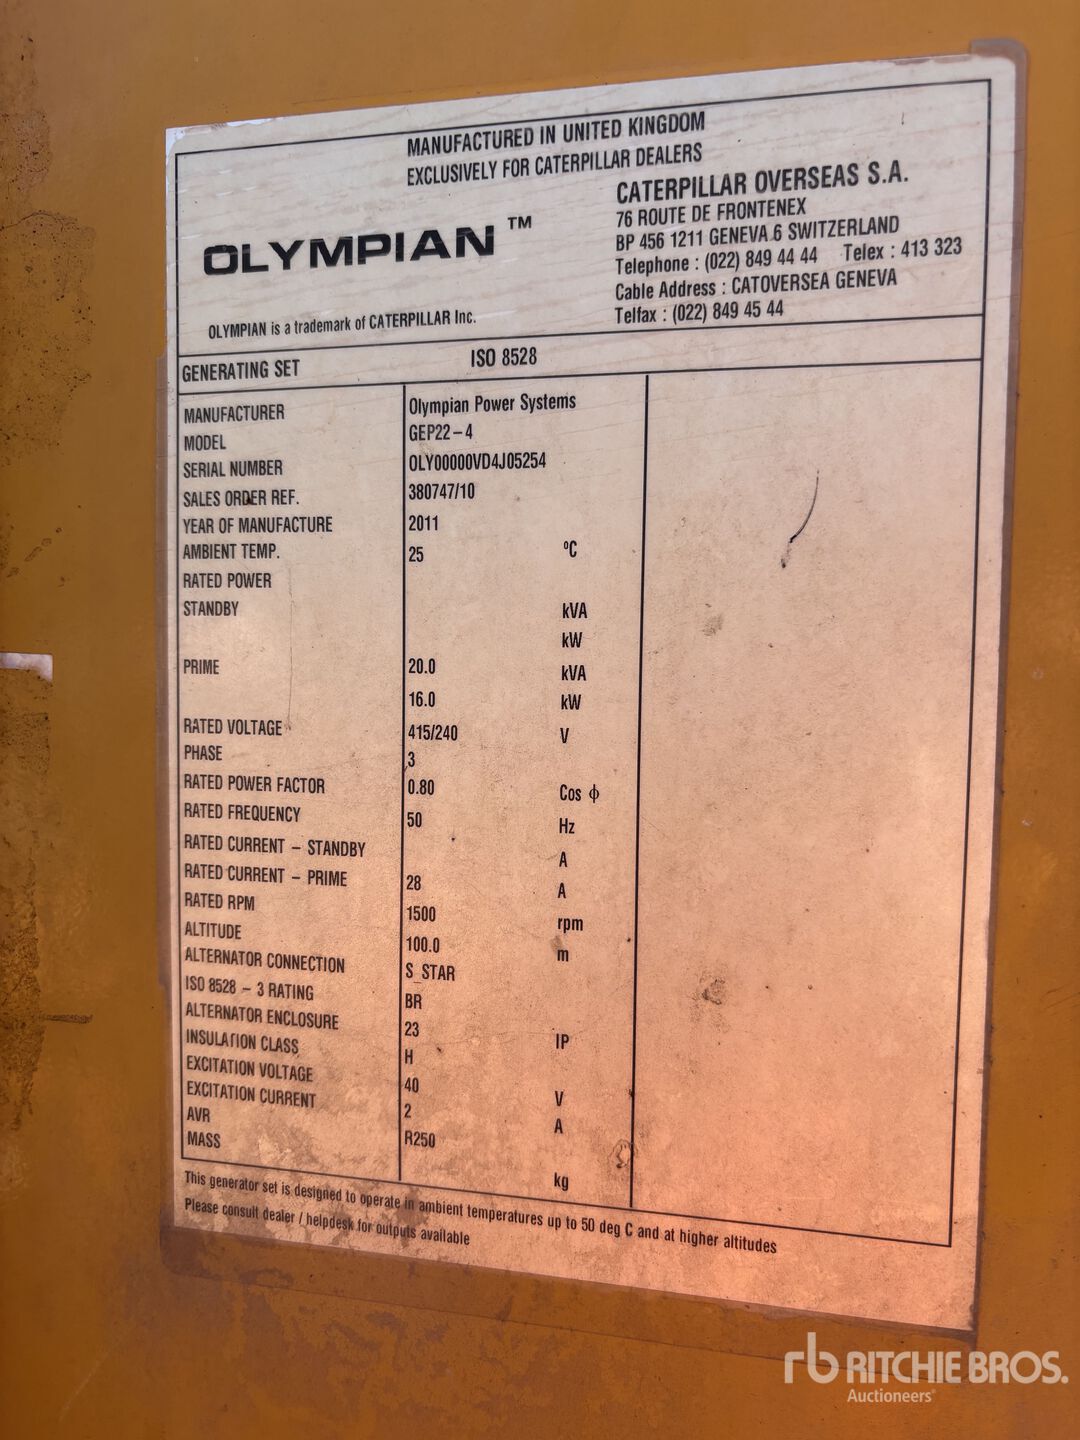 MANUFACTURED IN UNITED KINGDOM
EXCLUSIVELY FOR CATERPILLAR DEALERS
OLYMPIAN ™
CATERPILLAR OVERSEAS S.A.
76 ROUTE DE FRONTENEX
BP 456 1211 GENEVA 6 SWITZERLAND
Telephone : (022) 849 44 44 Telex : 413 323
Cable Address : CATOVERSEA GENEVA
Telfax : (022) 849 45 44
OLYMPIAN is a trademark of CATERPILLAR Inc.
GENERATING SET ISO 8528
MANUFACTURER Olympian Power Systems
MODEL GEP22-4
SERIAL NUMBER OLY00000VD4J05254
SALES ORDER REF. 380747/10
YEAR OF MANUFACTURE 2011
AMBIENT TEMP. 25 ºC
RATED POWER
STANDBY kVA
kW
PRIME 20.0 kVA
16.0 kW
RATED VOLTAGE 415/240 V
PHASE 3
RATED POWER FACTOR 0.80 Cos ϕ
RATED FREQUENCY 50 Hz
RATED CURRENT - STANDBY A
RATED CURRENT - PRIME 28 A
RATED RPM 1500 rpm
ALTITUDE 100.0 m
ALTERNATOR CONNECTION S_STAR
ISO 8528 - 3 RATING BR
ALTERNATOR ENCLOSURE 23 IP
INSULATION CLASS H
EXCITATION VOLTAGE 40 V
EXCITATION CURRENT 2 A
AVR R250
MASS kg
This generator set is designed to operate in ambient temperatures up to 50 deg C and at higher altitudes
Please consult dealer / helpdesk for outputs available
rb RITCHIE BROS.
Auctioneers